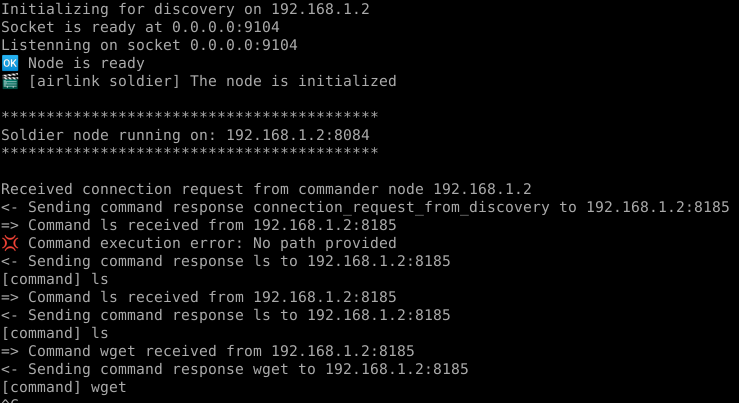 Initializing for discovery on 192.168.1.2
Socket is ready at 0.0.0.0:9104
Listenning on socket 0.0.0.0:9104
🆗 Node is ready
🎬 [airlink soldier] The node is initialized
******************************************
Soldier node running on: 192.168.1.2:8084
******************************************
Received connection request from commander node 192.168.1.2
<- Sending command response connection_request_from_discovery to 192.168.1.2:8185
=> Command ls received from 192.168.1.2:8185
💢 Command execution error: No path provided
<- Sending command response ls to 192.168.1.2:8185
[command] ls
=> Command ls received from 192.168.1.2:8185
<- Sending command response ls to 192.168.1.2:8185
[command] ls
=> Command wget received from 192.168.1.2:8185
<- Sending command response wget to 192.168.1.2:8185
[command] wget